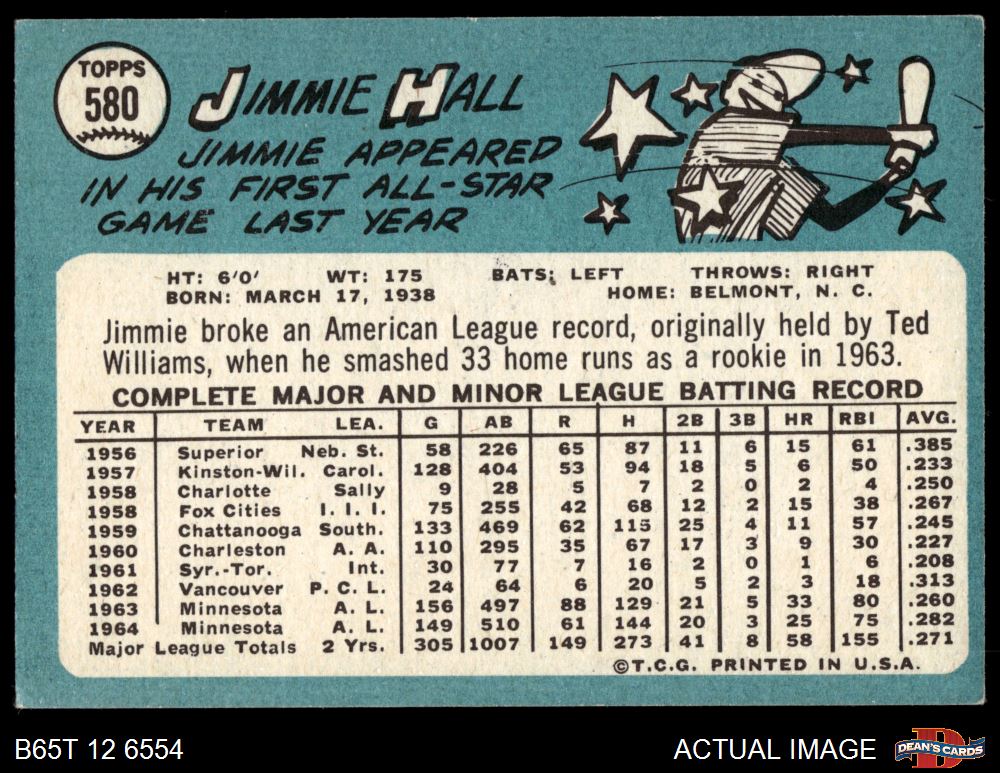 TOPPS
580
JIMMIE HALL
JIMMIE APPEARED
IN HIS FIRST ALL-STAR
GAME LAST YEAR
HT: 6'0' WT: 175 BATS: LEFT THROWS: RIGHT
BORN: MARCH 17, 1938 HOME: BELMONT, N. C.
Jimmie broke an American League record, originally held by Ted
Williams, when he smashed 33 home runs as a rookie in 1963.
COMPLETE MAJOR AND MINOR LEAGUE BATTING RECORD
YEAR TEAM LEA. G AB R H 2B 3B HR RBI AVG.
1956 Superior Neb. St. 58 226 65 87 11 6 15 61 .385
1957 Kinston-Wil. Carol. 128 404 53 94 18 5 6 50 .233
1958 Charlotte Sally 9 28 5 7 2 0 2 4 .250
1958 Fox Cities I. I. I. 75 255 42 68 12 2 15 38 .267
1959 Chattanooga South. 133 469 62 115 25 4 11 57 .245
1960 Charleston A. A. 110 295 35 67 17 3 9 30 .227
1961 Syr.-Tor. Int. 30 77 7 16 2 0 1 6 .208
1962 Vancouver P. C. L. 24 64 6 20 5 2 3 18 .313
1963 Minnesota A. L. 156 497 88 129 21 5 33 80 .260
1964 Minnesota A. L. 149 510 61 144 20 3 25 75 .282
Major League Totals 2 Yrs. 305 1007 149 273 41 8 58 155 .271
©T.C.G. PRINTED IN U.S.A.
B65T 12 6554 ACTUAL IMAGE D DEAN'S CARDS